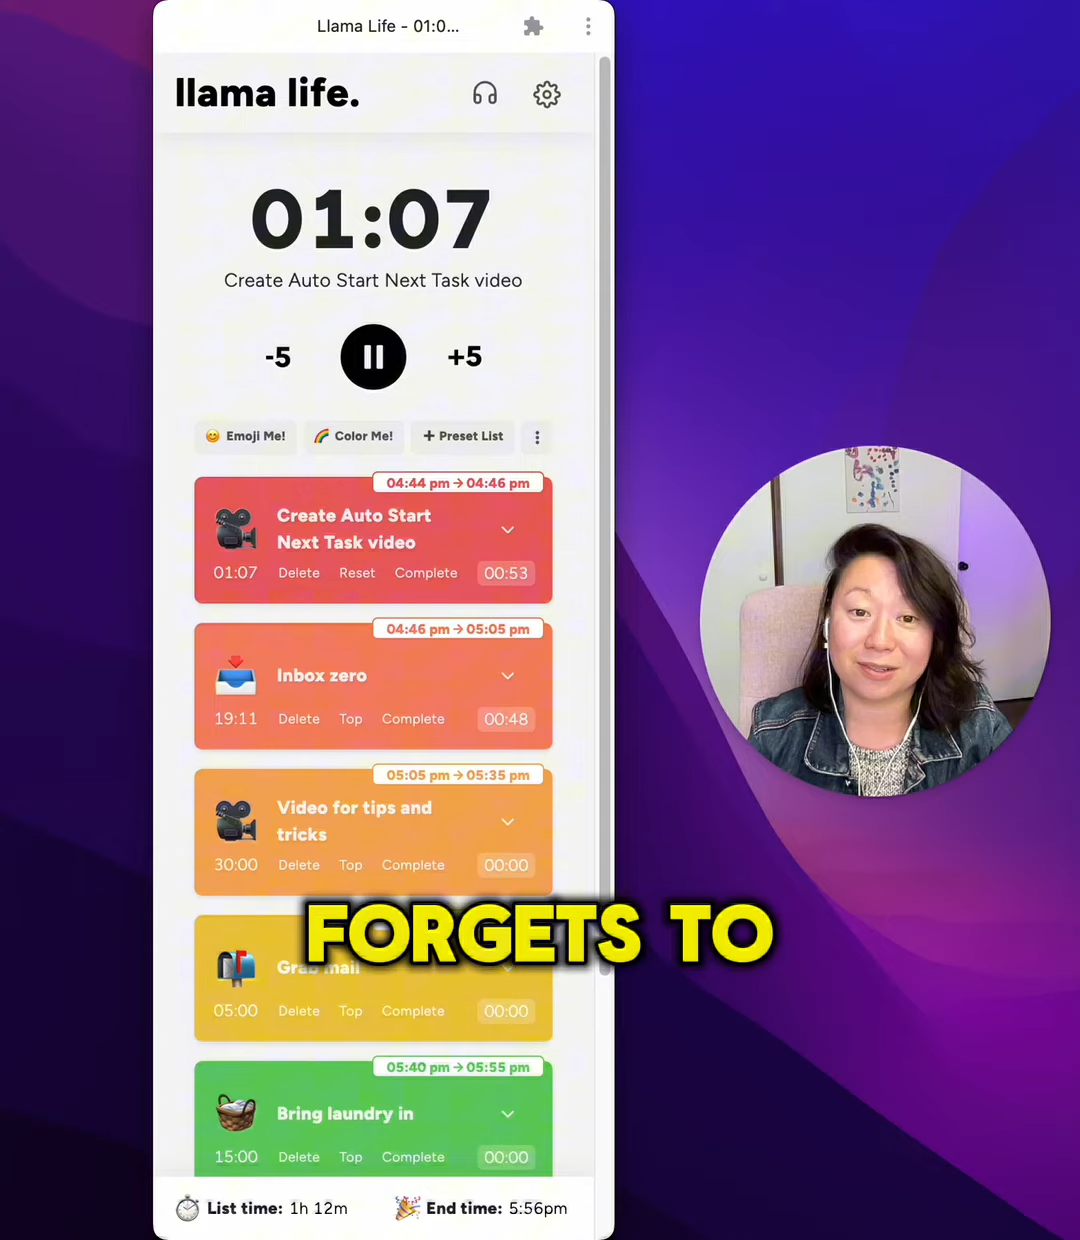 Llama Life - 01:0...
llama life.
01:07
Create Auto Start Next Task video
-5 +5
😊 Emoji Me! 🌈 Color Me! + Preset List
04:44 pm → 04:46 pm
Create Auto Start
Next Task video
01:07 Delete Reset Complete 00:53
04:46 pm → 05:05 pm
Inbox zero
19:11 Delete Top Complete 00:48
05:05 pm → 05:35 pm
Video for tips and
tricks
30:00 Delete Top Complete 00:00
FORGETS TO
Grab mail
05:00 Delete Top Complete 00:00
05:40 pm → 05:55 pm
Bring laundry in
15:00 Delete Top Complete 00:00
List time: 1h 12m End time: 5:56pm